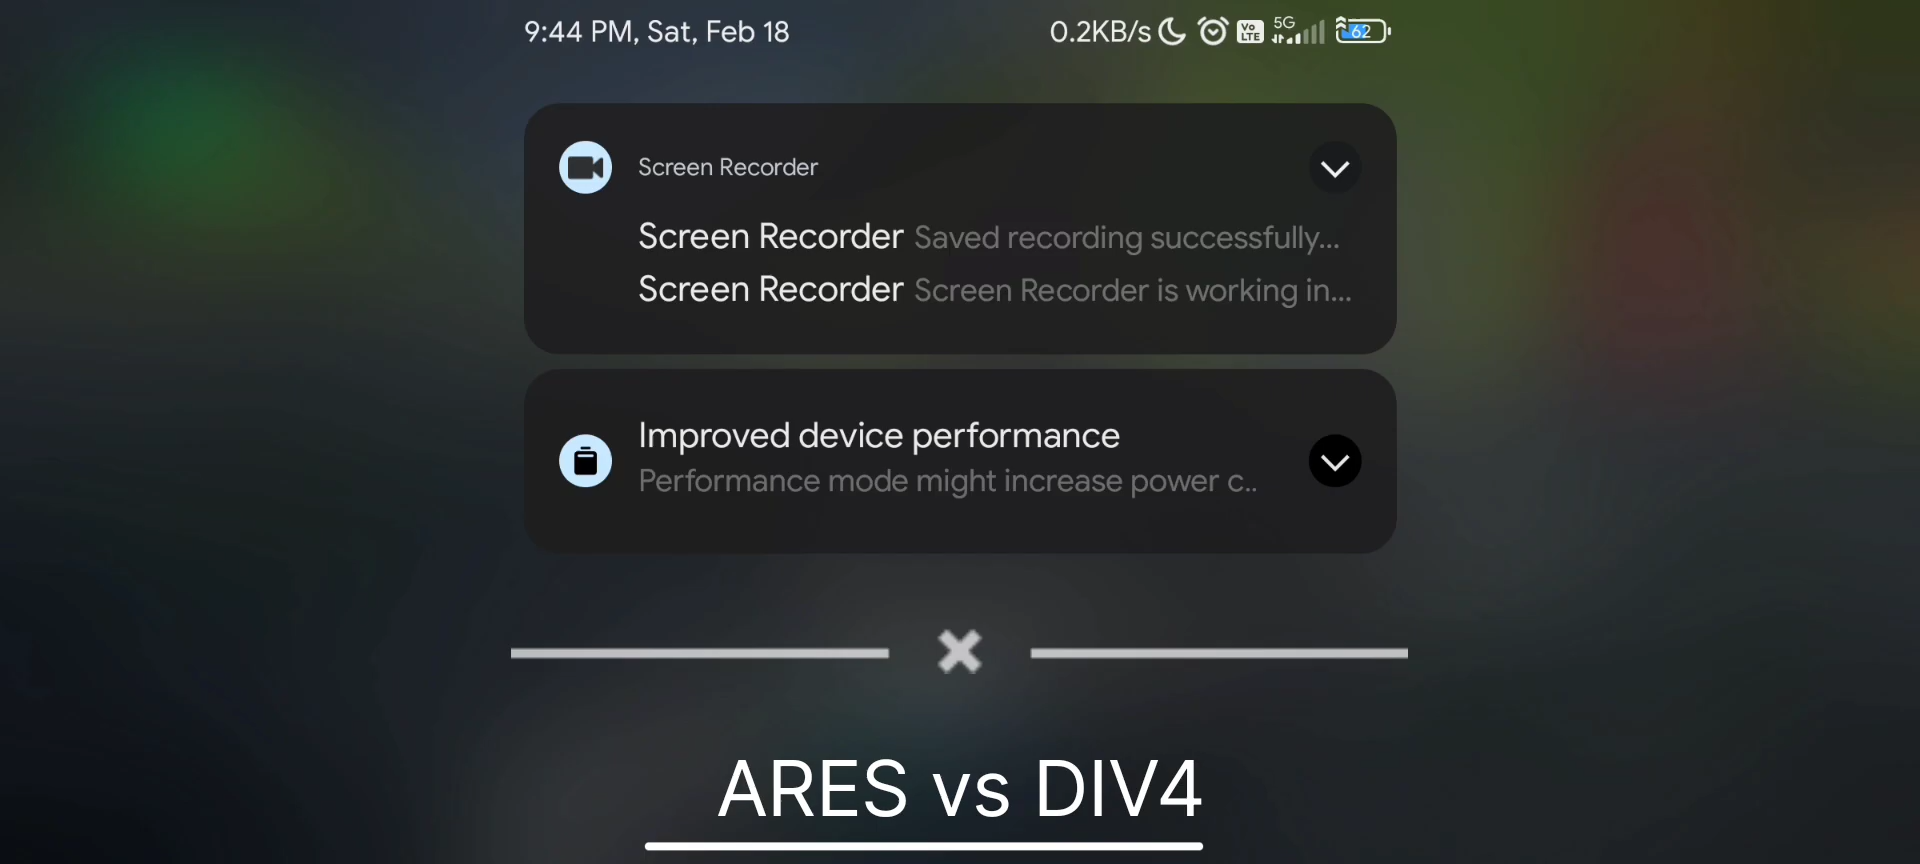 9:44 PM, Sat, Feb 18
0.2KB/s VoLTE 5G 62
Screen Recorder
Screen Recorder Saved recording successfully...
Screen Recorder Screen Recorder is working in...
Improved device performance
Performance mode might increase power c..
ARES vs DIV4